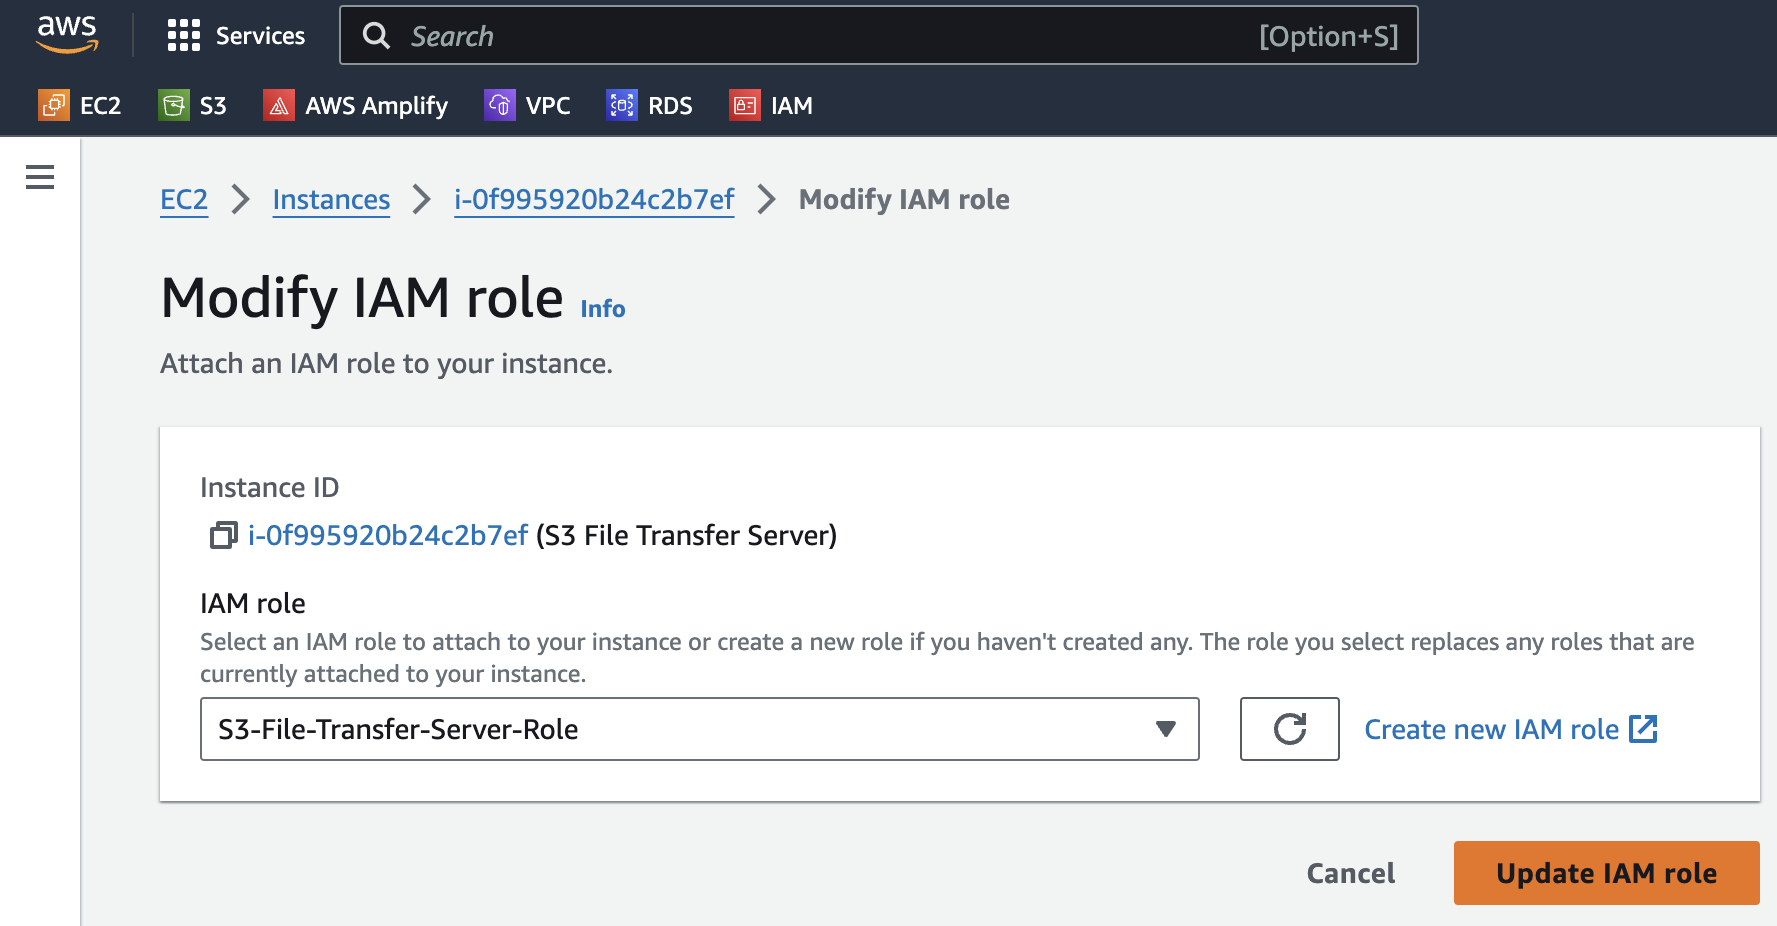 aws
Services
Search
[Option+S]
EC2
S3
AWS Amplify
VPC
RDS
IAM
EC2 > Instances > i-0f995920b24c2b7ef > Modify IAM role
Modify IAM role Info
Attach an IAM role to your instance.
Instance ID
i-0f995920b24c2b7ef (S3 File Transfer Server)
IAM role
Select an IAM role to attach to your instance or create a new role if you haven't created any. The role you select replaces any roles that are
currently attached to your instance.
S3-File-Transfer-Server-Role
Create new IAM role
Cancel
Update IAM role